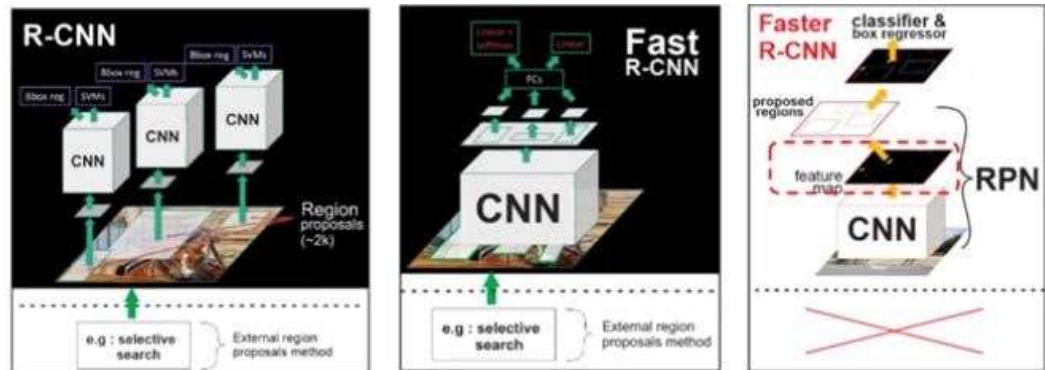 R-CNN
Bbox reg SVMs
Bbox reg SVMs
Bbox reg SVMs
CNN
CNN
CNN
Region
proposals
(~2k)
e.g : selective
search
External region
proposals method
Linear +
softmax
Linear
FCs
Fast
R-CNN
CNN
e.g : selective
search
External region
proposals method
Faster
R-CNN
classifier &
box regressor
proposed
regions
feature
map
RPN
CNN